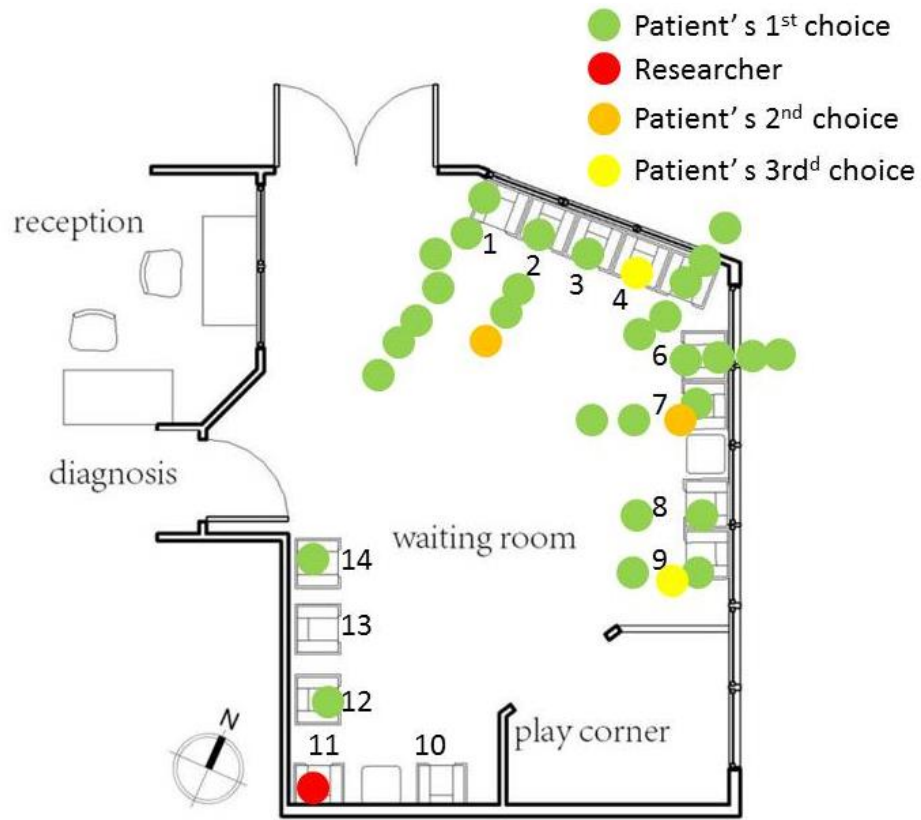 Patient’ s 1st choice
Researcher
Patient’ s 2nd choice
Patient’ s 3rdd choice
reception
1
2
3
4
6
7
diagnosis
8
waiting room
9
14
13
12
N
11
10
play corner